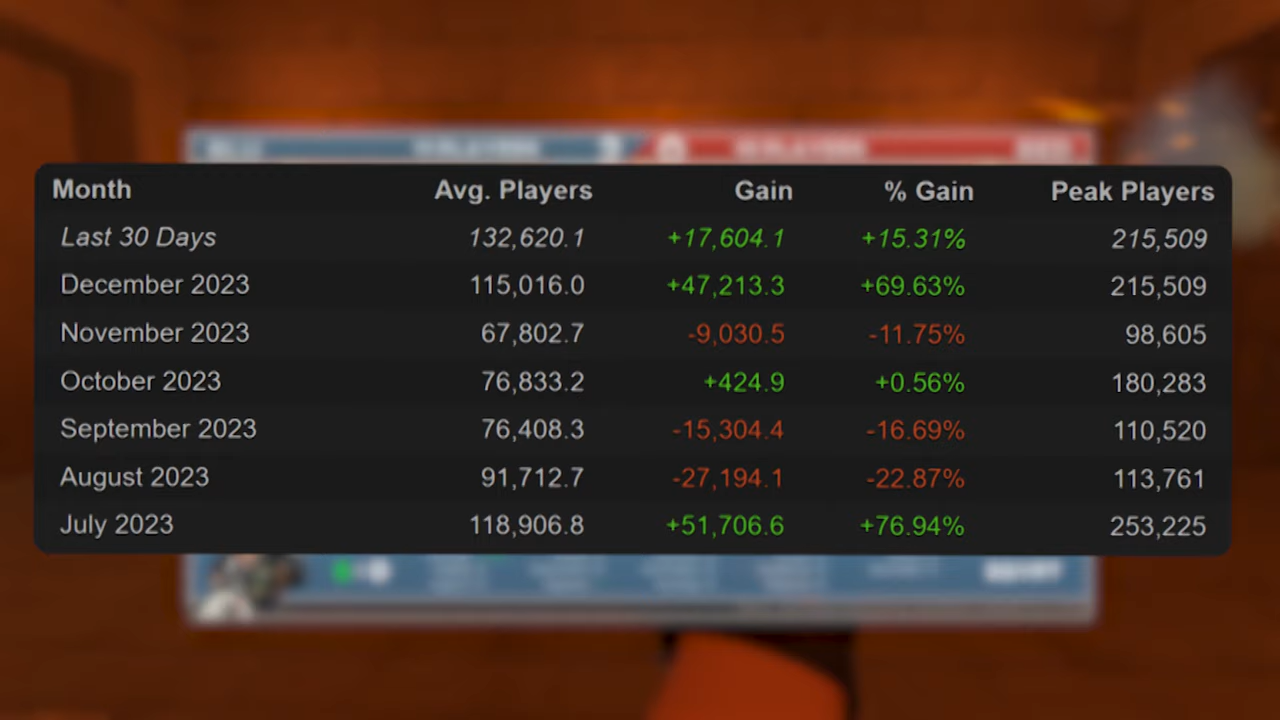 Month Avg. Players Gain % Gain Peak Players
Last 30 Days 132,620.1 +17,604.1 +15.31% 215,509
December 2023 115,016.0 +47,213.3 +69.63% 215,509
November 2023 67,802.7 -9,030.5 -11.75% 98,605
October 2023 76,833.2 +424.9 +0.56% 180,283
September 2023 76,408.3 -15,304.4 -16.69% 110,520
August 2023 91,712.7 -27,194.1 -22.87% 113,761
July 2023 118,906.8 +51,706.6 +76.94% 253,225